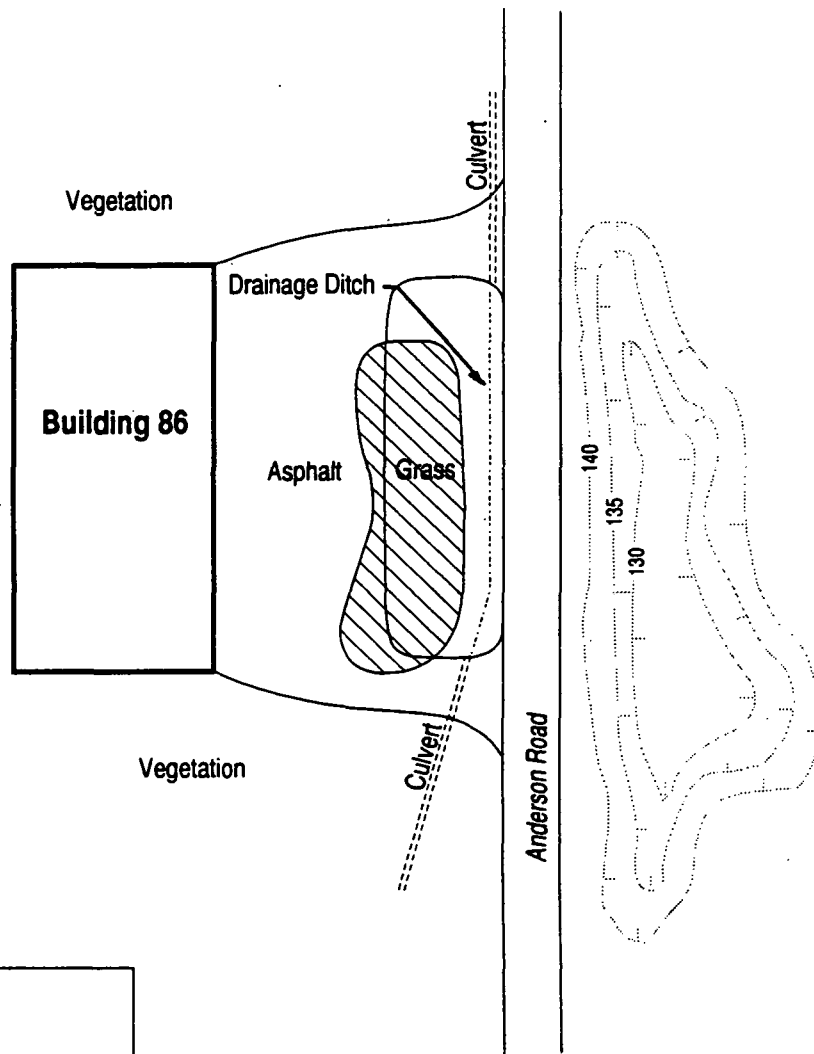 Culvert
Vegetation
Drainage Ditch
Building 86
Asphalt
Grass
140
135
130
Culvert
Vegetation
Anderson Road